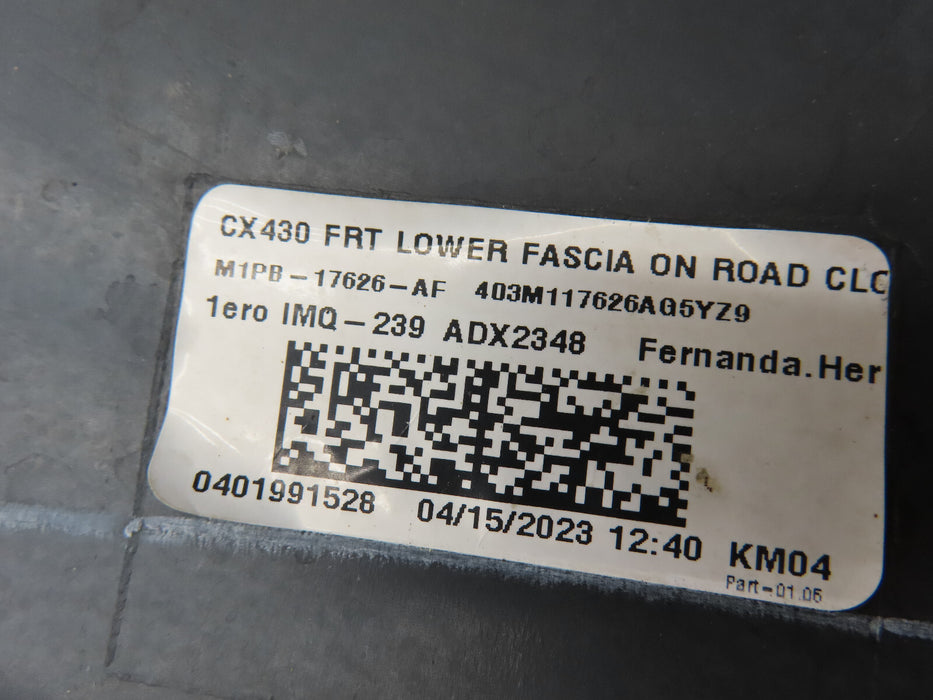 CX430 FRT LOWER FASCIA ON ROAD CLC
M1PB-17626-AF 403M117626AG5YZ9
1ero IMQ-239 ADX2348 Fernanda.Her
0401991528 04/15/2023 12:40 KM04
Part-01.05